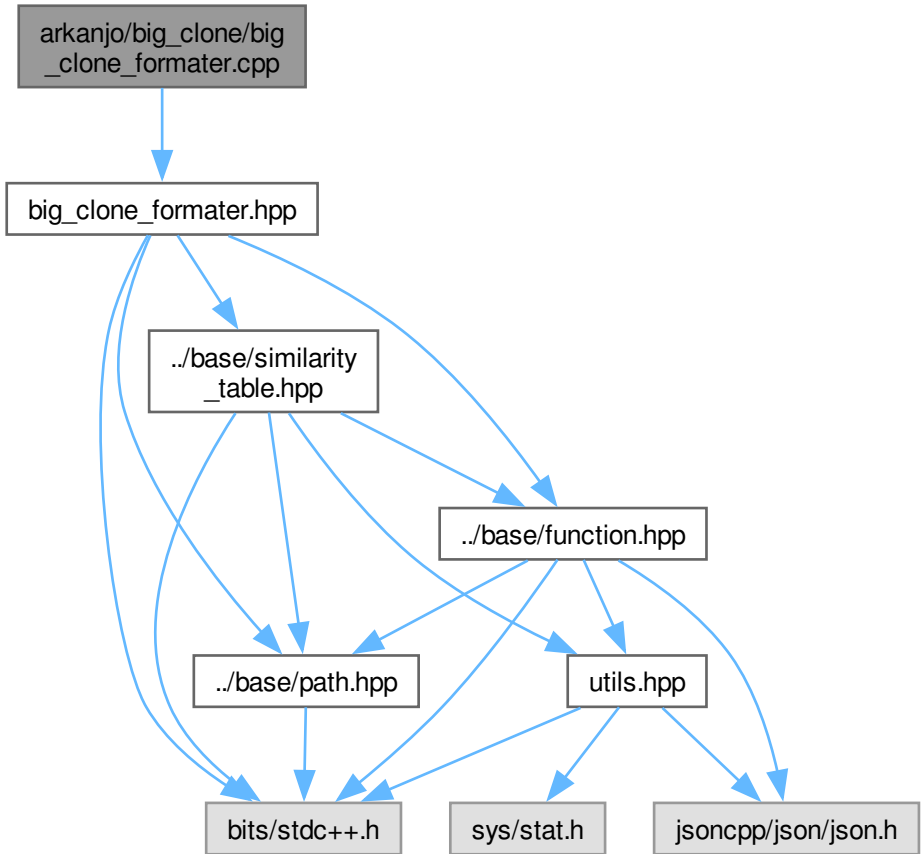 arkanjo/big_clone/big
_clone_formater.cpp
big_clone_formater.hpp
../base/similarity
_table.hpp
../base/function.hpp
../base/path.hpp
utils.hpp
bits/stdc++.h
sys/stat.h
jsoncpp/json/json.h